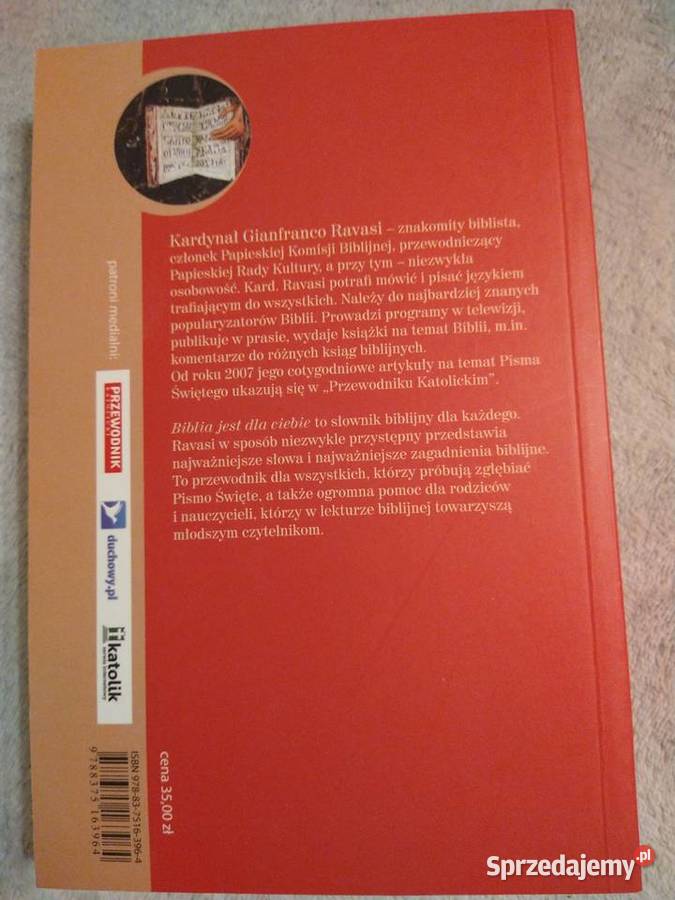 Kardynał Gianfranco Ravasi – znakomity biblista,
członek Papieskiej Komisji Biblijnej, przewodniczący
Papieskiej Rady Kultury, a przy tym – niezwykła
osobowość. Kard. Ravasi potrafi mówić i pisać językiem
trafiającym do wszystkich. Należy do najbardziej znanych
popularyzatorów Biblii. Prowadzi programy w telewizji,
publikuje w prasie, wydaje książki na temat Biblii, m.in.
komentarze do różnych ksiąg biblijnych.
Od roku 2007 jego cotygodniowe artykuły na temat Pisma
Świętego ukazują się w „Przewodniku Katolickim”.
Biblia jest dla ciebie to słownik biblijny dla każdego.
Ravasi w sposób niezwykle przystępny przedstawia
najważniejsze słowa i najważniejsze zagadnienia biblijne.
To przewodnik dla wszystkich, którzy próbują zgłębiać
Pismo Święte, a także ogromna pomoc dla rodziców
i nauczycieli, którzy w lekturze biblijnej towarzyszą
młodszym czytelnikom.
patroni medialni:
PRZEWODNIK
KATOLICKI
duchowy.pl
katolik
serwis internetowy
ISBN 978-83-7516-396-4
9 788375 163964
cena 35,00 zł
Sprzedajemy.pl